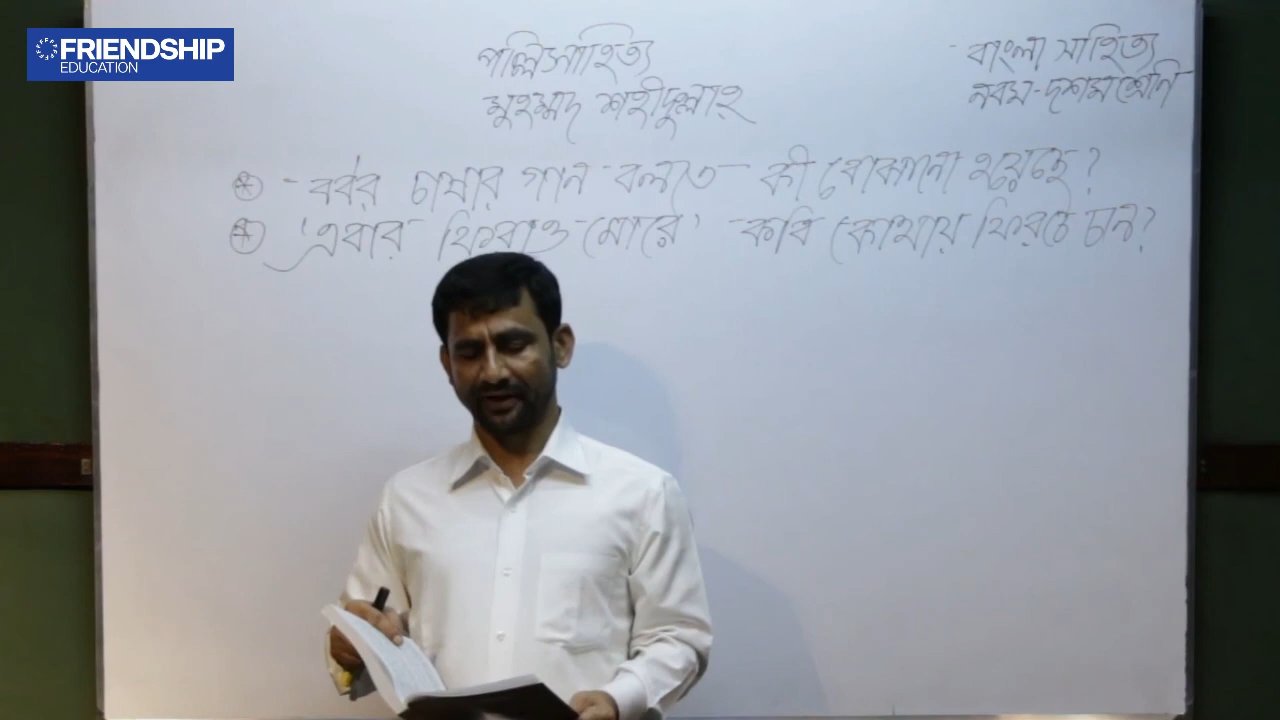 FRIENDSHIP
EDUCATION
পল্লিসাহিত্য
মুহম্মদ শহীদুল্লাহ্
- বাংলা সাহিত্য
নবম-দশম শ্রেণি
- বর্বর চাষার গান বলতে কী বোঝানো হয়েছে?
'এবার ফিরাও মোরে' কবি কোথায় ফিরতে চান?